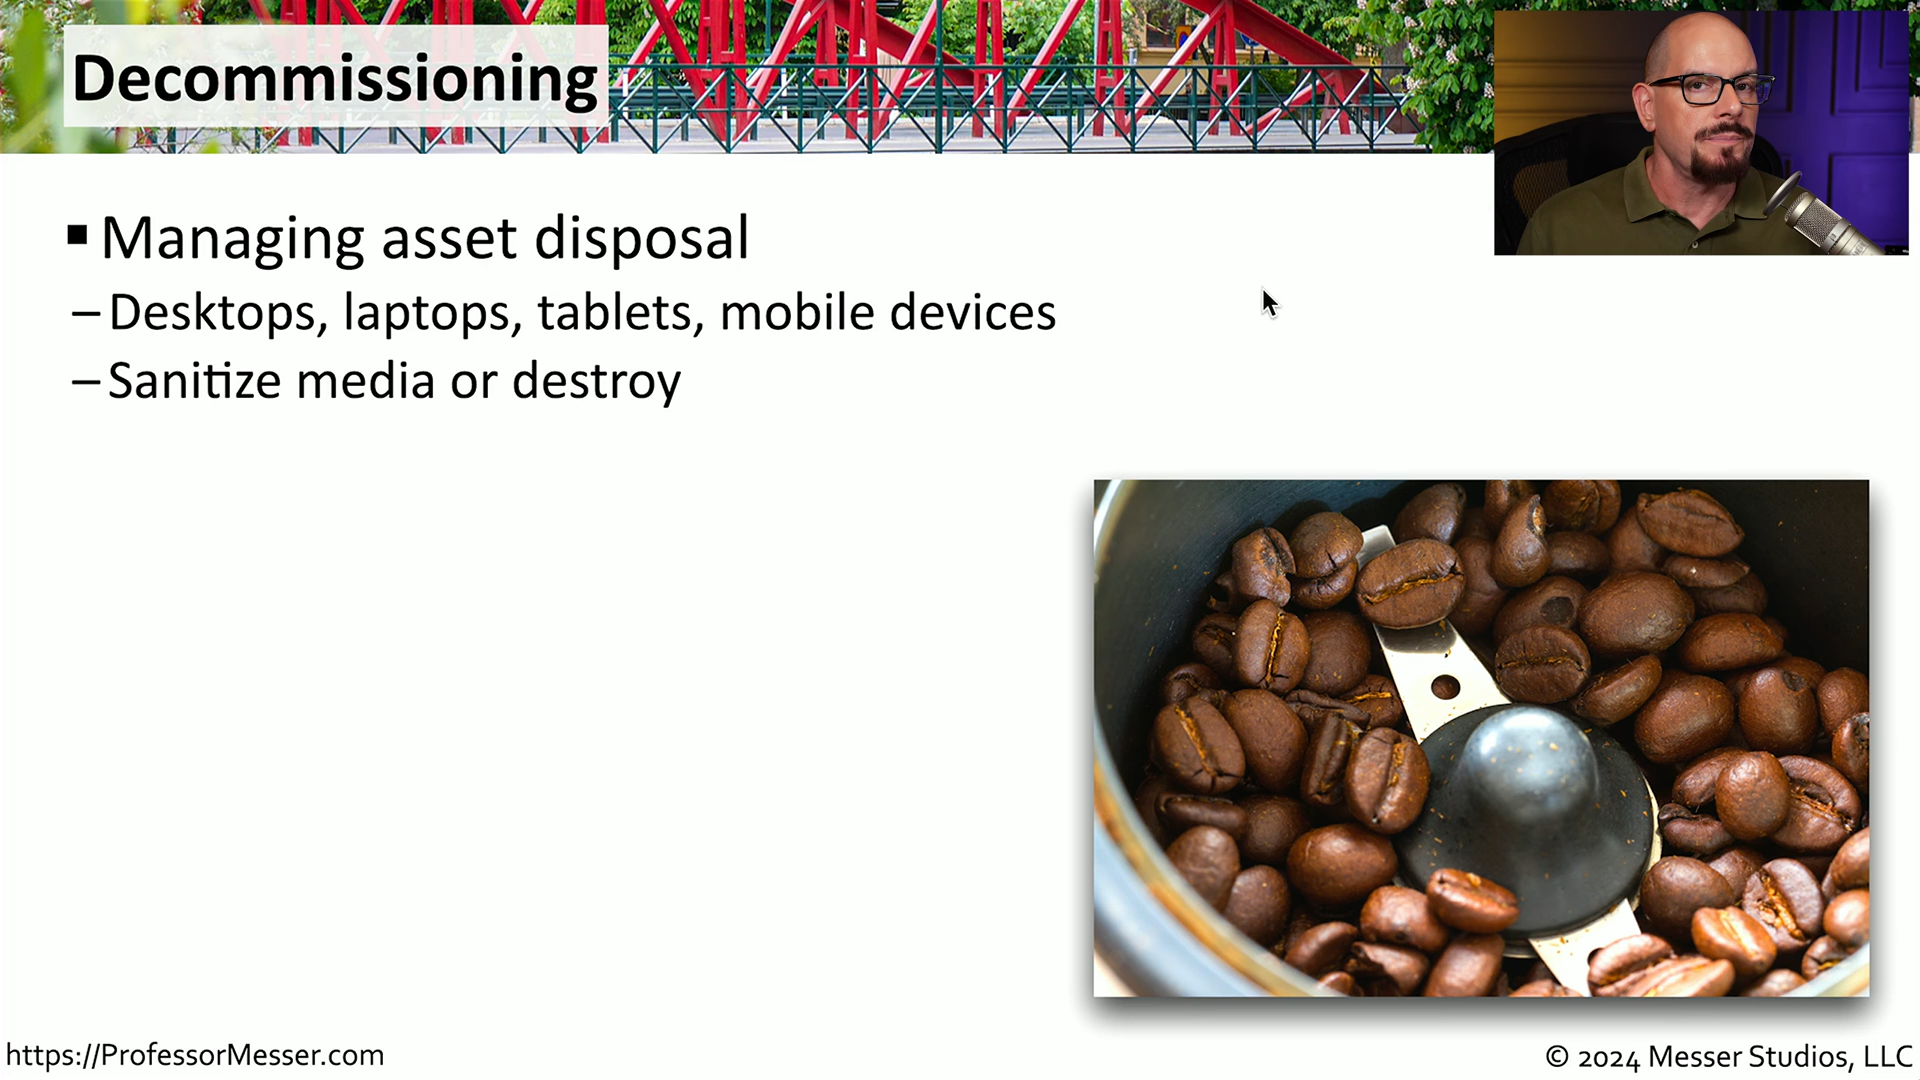 Decommissioning
▪ Managing asset disposal
– Desktops, laptops, tablets, mobile devices
– Sanitize media or destroy
https://ProfessorMesser.com
© 2024 Messer Studios, LLC